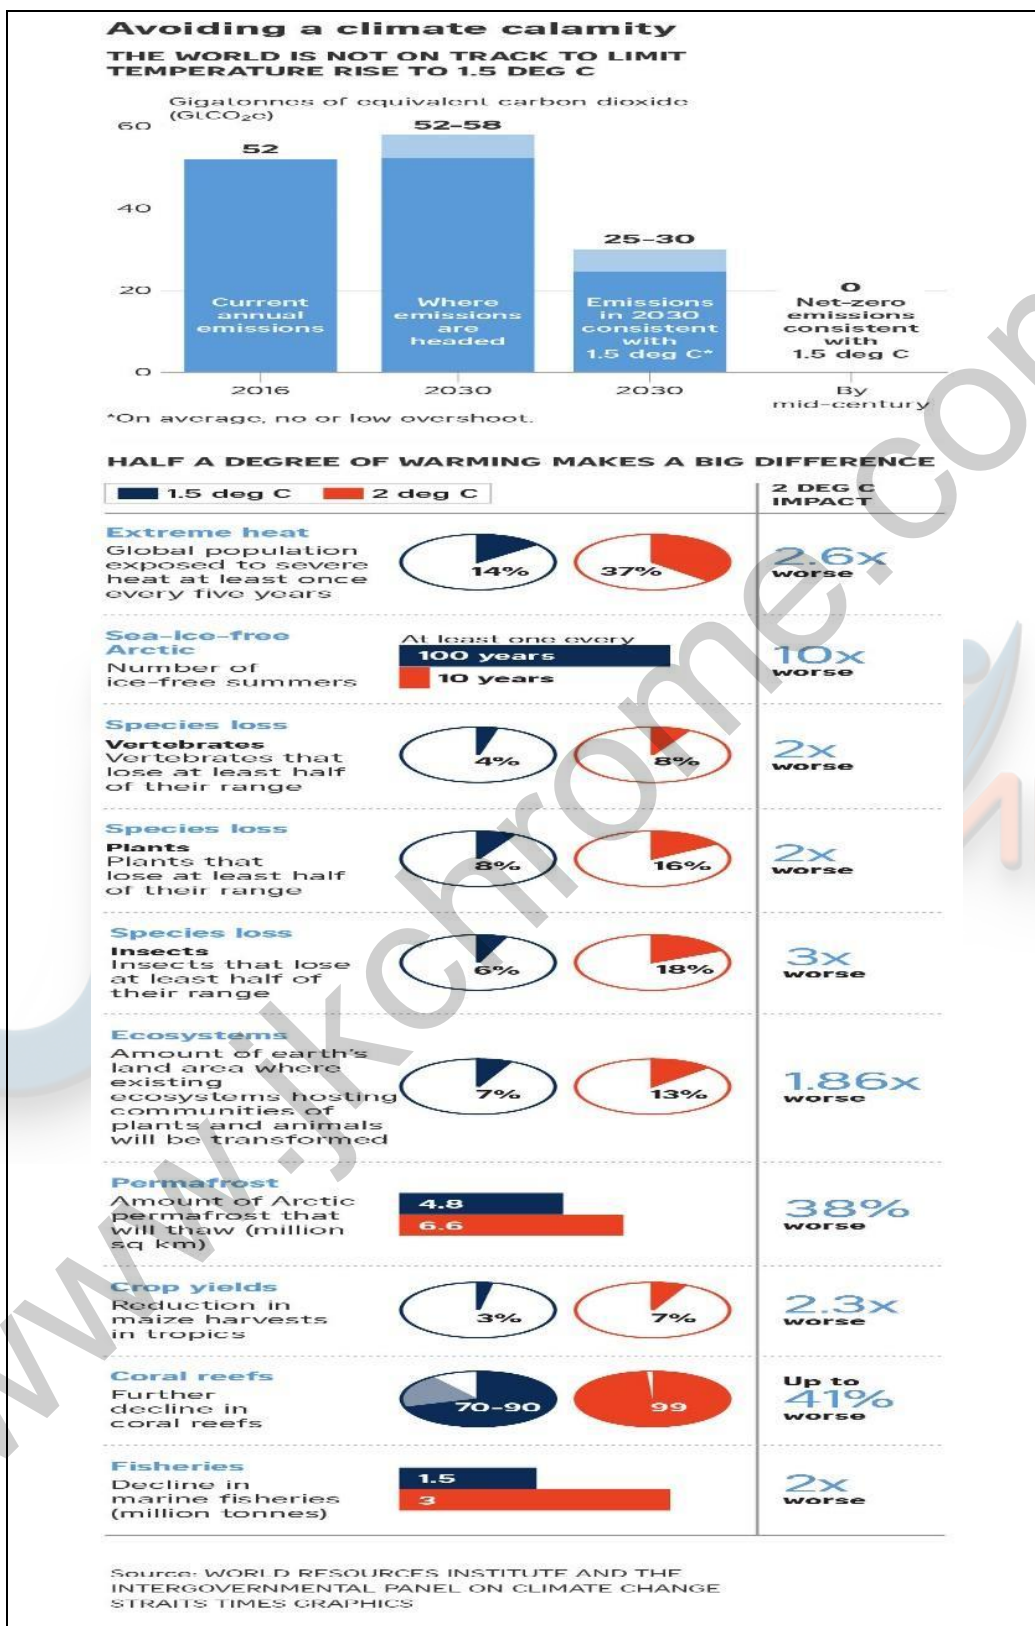 Avoiding a climate calamity
THE WORLD IS NOT ON TRACK TO LIMIT
TEMPERATURE RISE TO 1.5 DEG C
Gigatonnes of equivalent carbon dioxide
(GtCO₂e)
60
40
20
0
52
52–58
25–30
0
Current
annual
emissions
Where
emissions
are
headed
Emissions
in 2030
consistent
with
1.5 deg C*
Net-zero
emissions
consistent
with
1.5 deg C
2016
2030
2030
By
mid-century
*On average, no or low overshoot.
HALF A DEGREE OF WARMING MAKES A BIG DIFFERENCE
1.5 deg C
2 deg C
2 DEG C
IMPACT
Extreme heat
Global population
exposed to severe
heat at least once
every five years
14%
37%
2.6x
worse
Sea-ice-free
Arctic
Number of
ice-free summers
At least one every
100 years
10 years
10x
worse
Species loss
Vertebrates
Vertebrates that
lose at least half
of their range
4%
8%
2x
worse
Species loss
Plants
Plants that
lose at least half
of their range
8%
16%
2x
worse
Species loss
Insects
Insects that lose
at least half of
their range
6%
18%
3x
worse
Ecosystems
Amount of earth's
land area where
existing
ecosystems hosting
communities of
plants and animals
will be transformed
7%
13%
1.86x
worse
Permafrost
Amount of Arctic
permafrost that
will thaw (million
sq km)
4.8
6.6
38%
worse
Crop yields
Reduction in
maize harvests
in tropics
3%
7%
2.3x
worse
Coral reefs
Further
decline in
coral reefs
70–90
99
Up to
41%
worse
Fisheries
Decline in
marine fisheries
(million tonnes)
1.5
3
2x
worse
Source: WORLD RESOURCES INSTITUTE AND THE
INTERGOVERNMENTAL PANEL ON CLIMATE CHANGE
STRAITS TIMES GRAPHICS
www.jkchrome.com